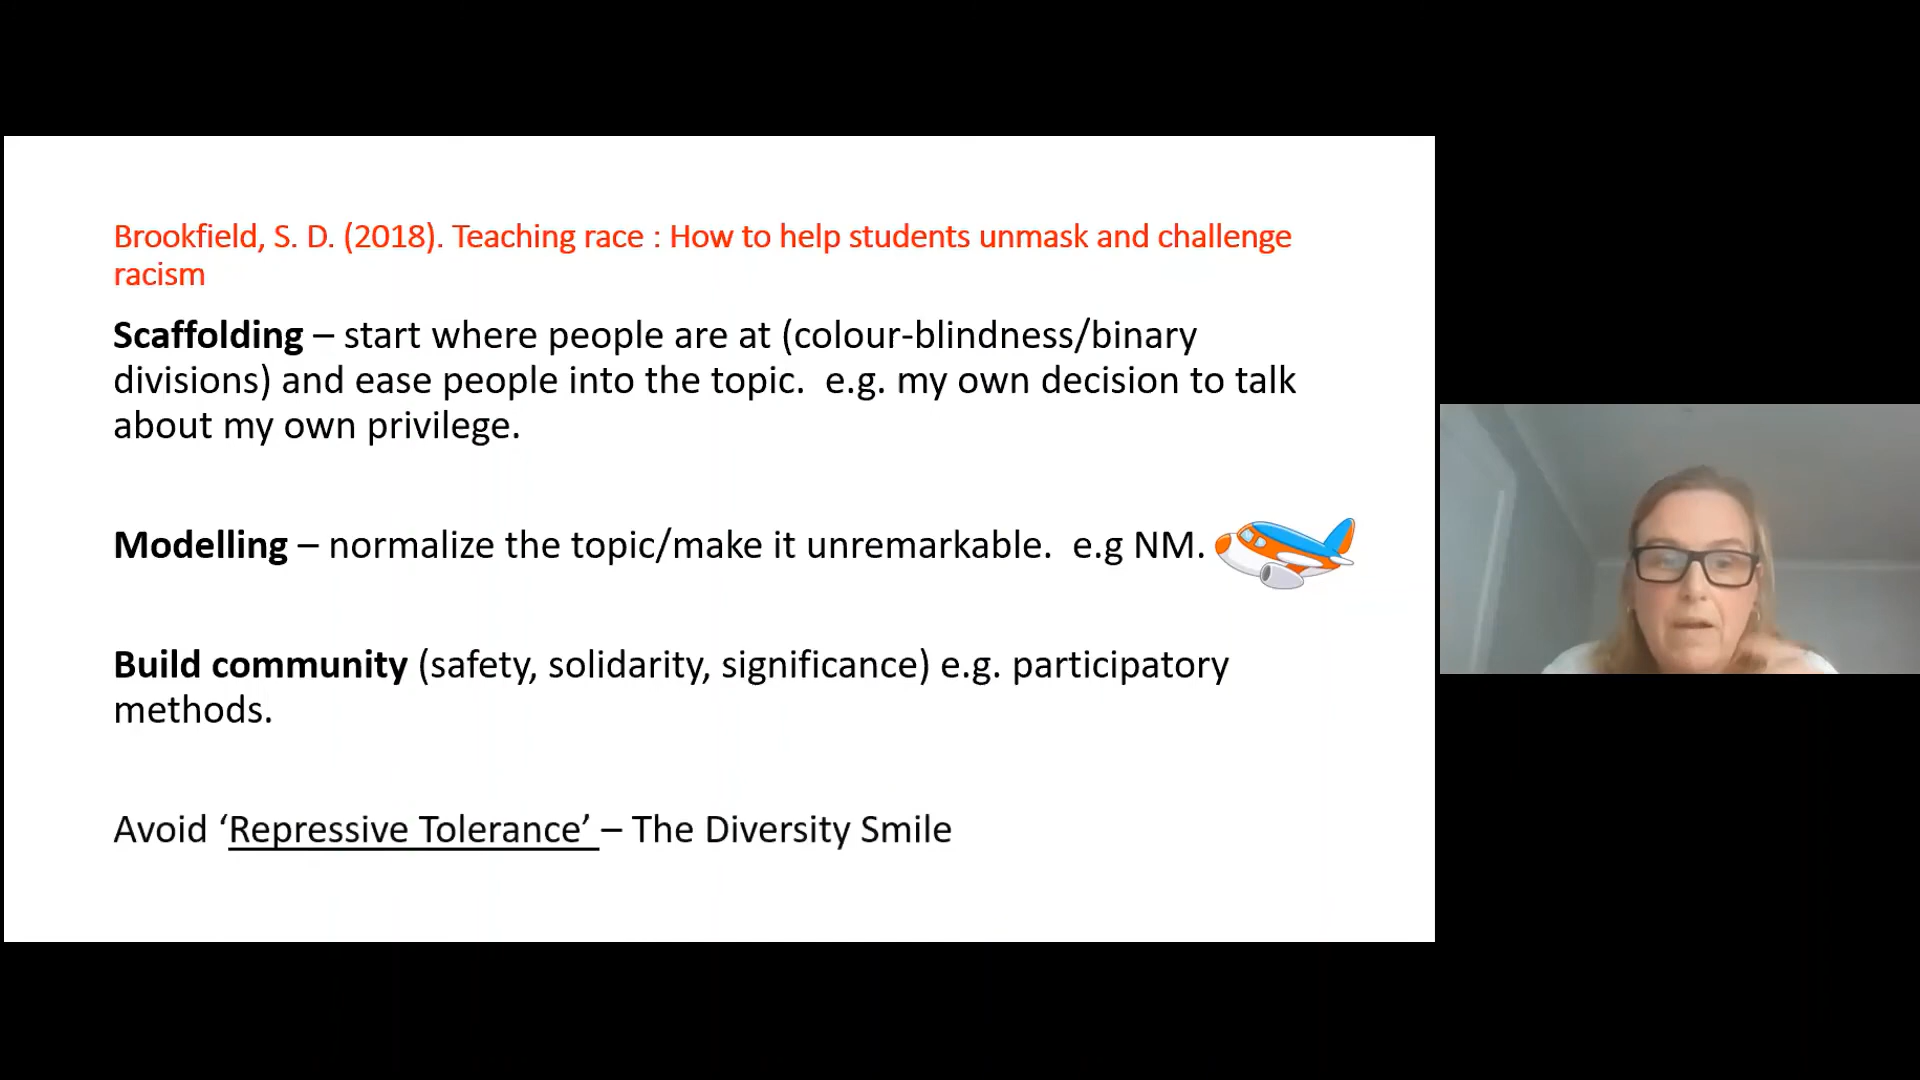 Brookfield, S. D. (2018). Teaching race : How to help students unmask and challenge
racism
Scaffolding – start where people are at (colour-blindness/binary
divisions) and ease people into the topic.  e.g. my own decision to talk
about my own privilege.
Modelling – normalize the topic/make it unremarkable.  e.g NM.
Build community (safety, solidarity, significance) e.g. participatory
methods.
Avoid ‘Repressive Tolerance’ – The Diversity Smile